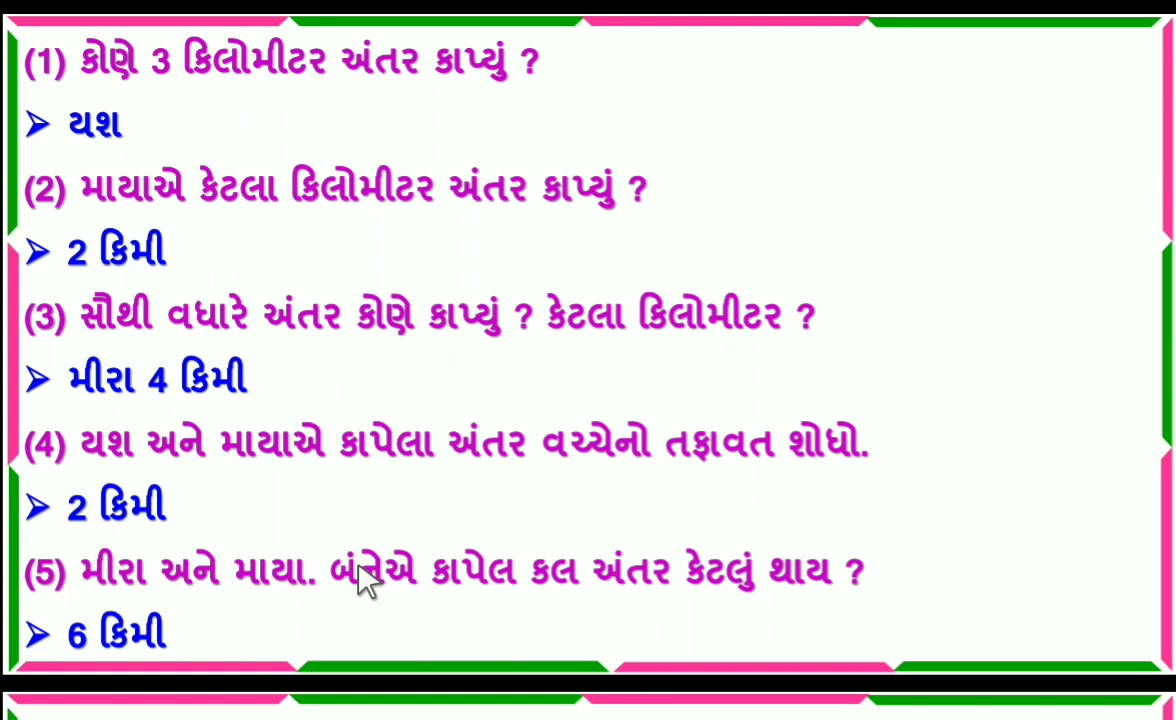 (1) કોણે 3 કિલોમીટર અંતર કાપ્યું ?
➢ યશ
(2) માયાએ કેટલા કિલોમીટર અંતર કાપ્યું ?
➢ 2 કિમી
(3) સૌથી વધારે અંતર કોણે કાપ્યું ? કેટલા કિલોમીટર ?
➢ મીરા 4 કિમી
(4) યશ અને માયાએ કાપેલા અંતર વચ્ચેનો તફાવત શોધો.
➢ 2 કિમી
(5) મીરા અને માયા. બંનેએ કાપેલ કલ અંતર કેટલું થાય ?
➢ 6 કિમી